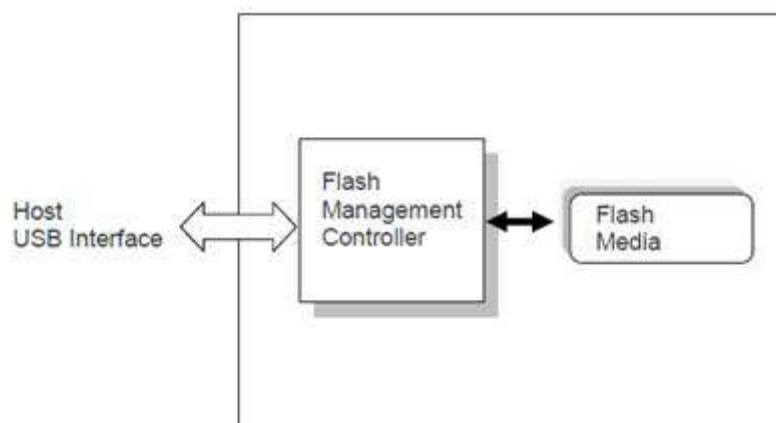 Host
USB Interface
Flash
Management
Controller
Flash
Media